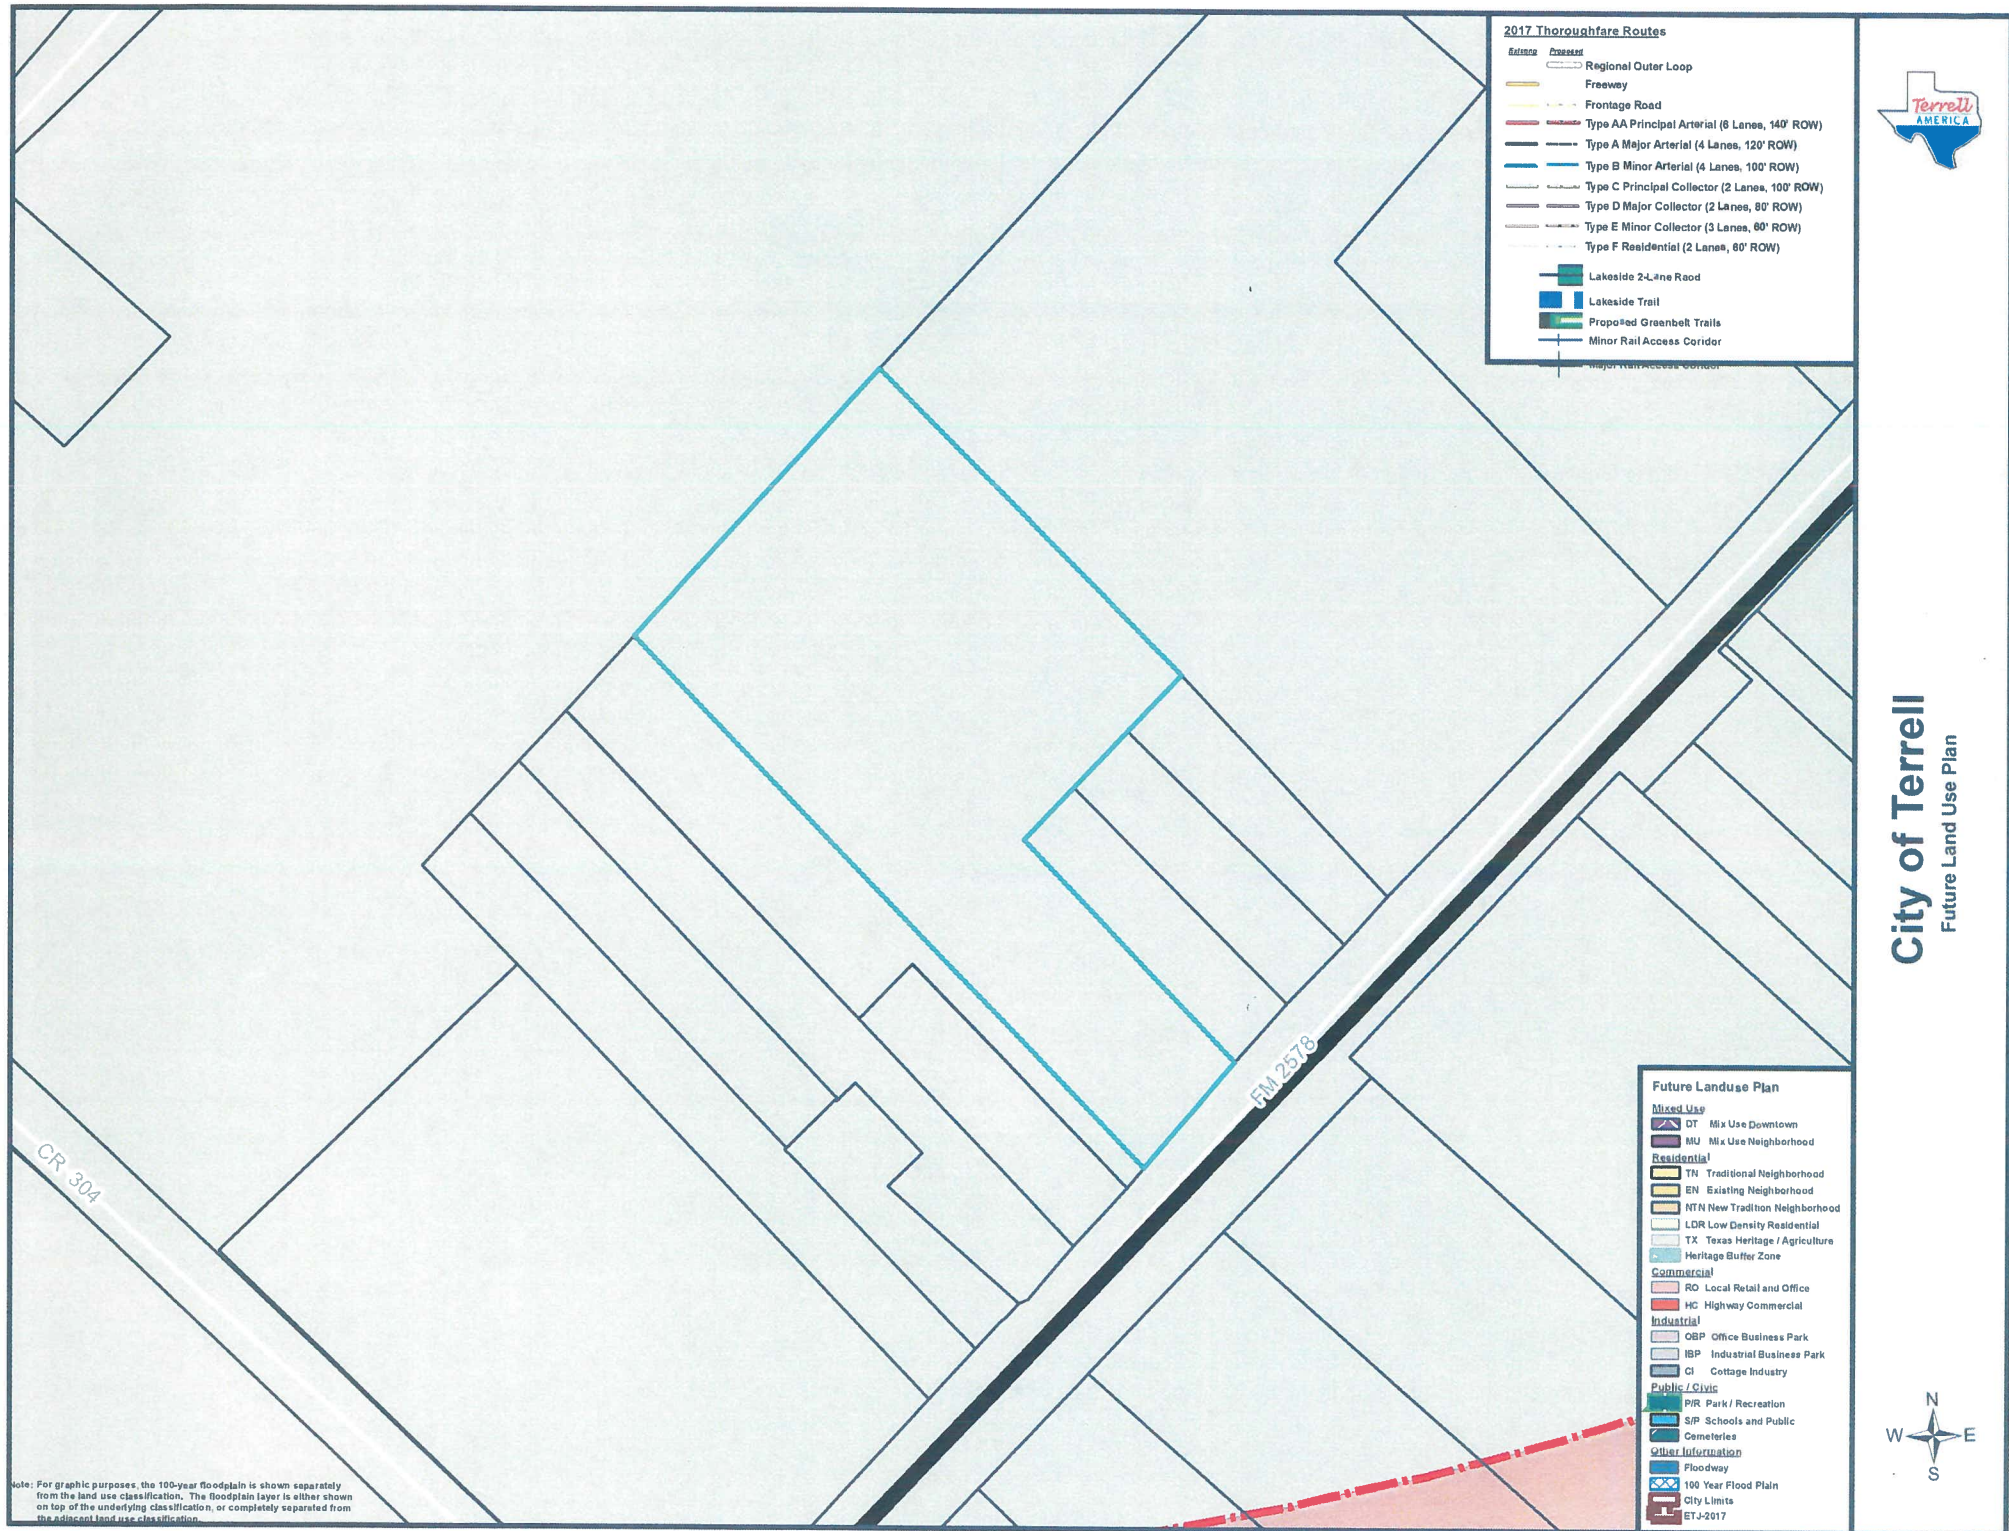 2017 Thoroughfare Routes
Existing Proposed
Regional Outer Loop
Freeway
Frontage Road
Type AA Principal Arterial (6 Lanes, 140' ROW)
Type A Major Arterial (4 Lanes, 120' ROW)
Type B Minor Arterial (4 Lanes, 100' ROW)
Type C Principal Collector (2 Lanes, 100' ROW)
Type D Major Collector (2 Lanes, 80' ROW)
Type E Minor Collector (3 Lanes, 60' ROW)
Type F Residential (2 Lanes, 60' ROW)
Lakeside 2-Lane Raod
Lakeside Trail
Proposed Greenbelt Trails
Minor Rail Access Coridor
Major Rail Access Coridor
Terrell
AMERICA
City of Terrell
Future Land Use Plan
FM 2578
CR 304
Future Landuse Plan
Mixed Use
DT Mix Use Downtown
MU Mix Use Neighborhood
Residential
TN Traditional Neighborhood
EN Existing Neighborhood
NTN New Tradition Neighborhood
LDR Low Density Residential
TX Texas Heritage / Agriculture
Heritage Buffer Zone
Commercial
RO Local Retail and Office
HC Highway Commercial
Industrial
OBP Office Business Park
IBP Industrial Business Park
CI Cottage Industry
Public / Civic
P/R Park / Recreation
S/P Schools and Public
Cemeteries
Other Information
Floodway
100 Year Flood Plain
City Limits
ETJ-2017
N
W E
S
Note: For graphic purposes, the 100-year floodplain is shown separately
from the land use classification. The floodplain layer is either shown
on top of the underlying classification, or completely separated from
the adjacent land use classification.